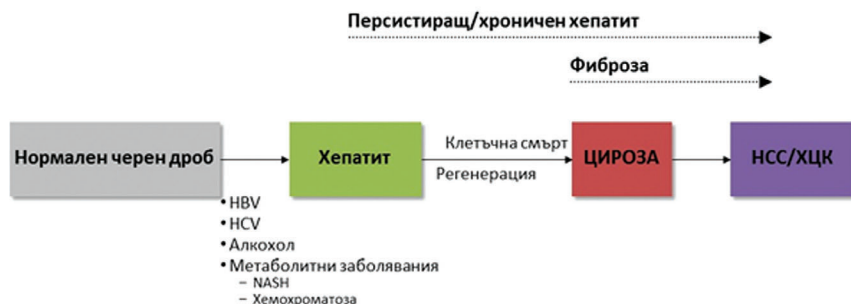 Персистиращ/хроничен хепатит
Фиброза
Нормален черен дроб
Хепатит
Клетъчна смърт
Регенерация
ЦИРОЗА
НСС/ХЦК
• HBV
• HCV
• Алкохол
• Метаболитни заболявания
– NASH
– Хемохроматоза